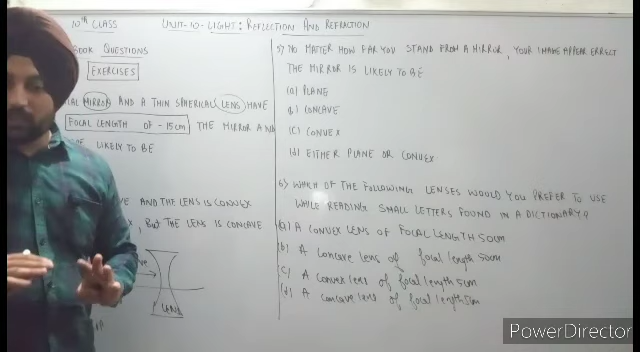 10th CLASS
UNIT-10-LIGHT: REFLECTION AND REFRACTION
BOOK QUESTIONS
EXERCISES
MIRROR AND A THIN SPHERICAL LENS HAVE
FOCAL LENGTH OF -15cm THE MIRROR AND
LIKELY TO BE
AND THE LENS IS CONVEX
, BUT THE LENS IS CONCAVE
LENS
5) NO MATTER HOW FAR YOU STAND FROM A MIRROR, YOUR IMAGE APPEAR ERRECT
THE MIRROR IS LIKELY TO BE
(a) PLANE
(b) CONCAVE
(c) CONVEX
(d) EITHER PLANE OR CONVEX
6) WHICH OF THE FOLLOWING LENSES WOULD YOU PREFER TO USE
WHILE READING SMALL LETTERS FOUND IN A DICTIONARY?
(a) A CONVEX LENS OF FOCAL LENGTH 50cm
(b) A concave lens of focal length 50cm
(c) A convex lens of focal length 5cm
(d) A concave lens of focal length 5cm
PowerDirector